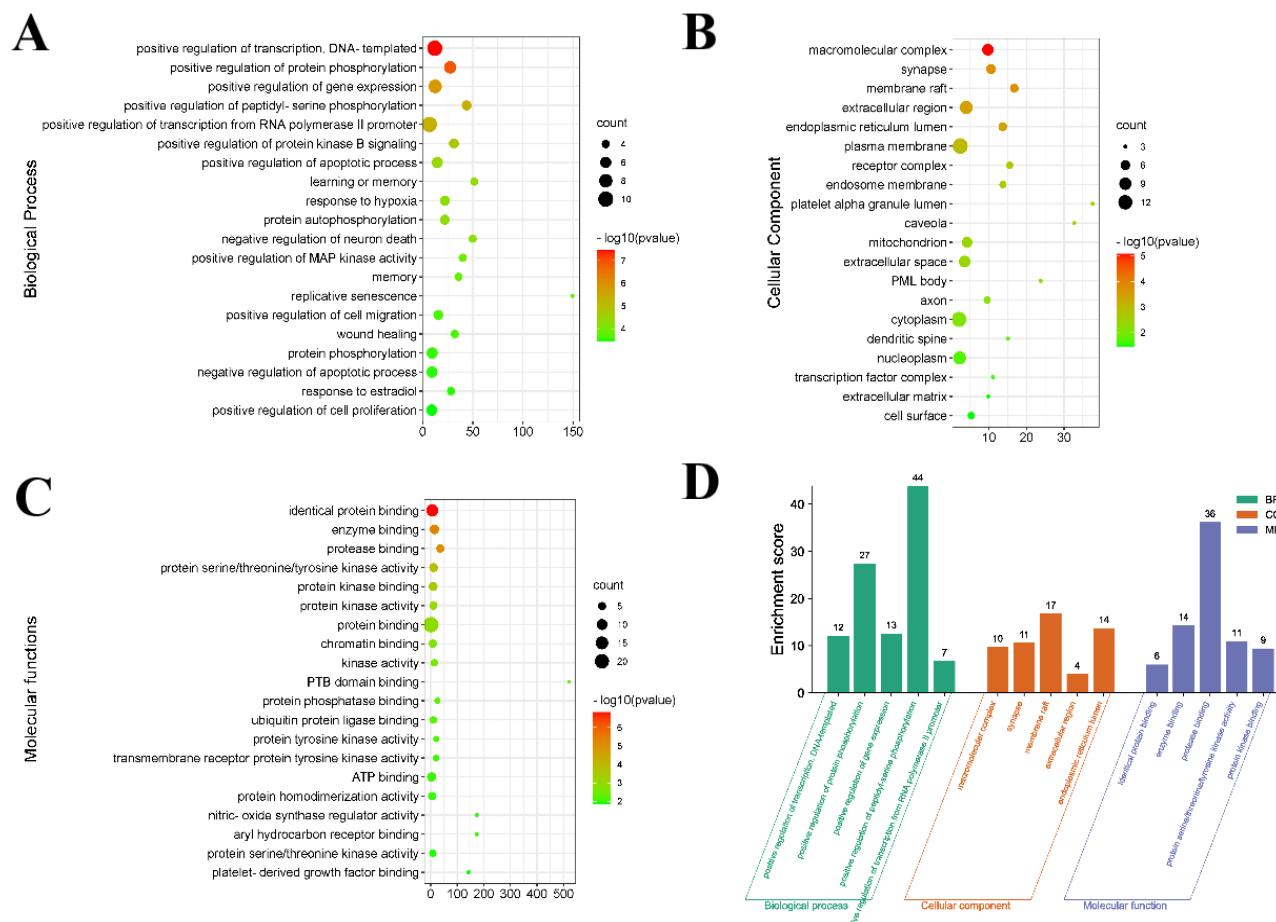 A
Biological Process
positive regulation of transcription, DNA- templated
positive regulation of protein phosphorylation
positive regulation of gene expression
positive regulation of peptidyl- serine phosphorylation
positive regulation of transcription from RNA polymerase II promoter
positive regulation of protein kinase B signaling
positive regulation of apoptotic process
learning or memory
response to hypoxia
protein autophosphorylation
negative regulation of neuron death
positive regulation of MAP kinase activity
memory
replicative senescence
positive regulation of cell migration
wound healing
protein phosphorylation
negative regulation of apoptotic process
response to estradiol
positive regulation of cell proliferation
0 50 100 150
count
4
6
8
10
- log10(pvalue)
7
6
5
4
B
Cellular Component
macromolecular complex
synapse
membrane raft
extracellular region
endoplasmic reticulum lumen
plasma membrane
receptor complex
endosome membrane
platelet alpha granule lumen
caveola
mitochondrion
extracellular space
PML body
axon
cytoplasm
dendritic spine
nucleoplasm
transcription factor complex
extracellular matrix
cell surface
10 20 30
count
3
6
9
12
- log10(pvalue)
5
4
3
2
C
Molecular functions
identical protein binding
enzyme binding
protease binding
protein serine/threonine/tyrosine kinase activity
protein kinase binding
protein kinase activity
protein binding
chromatin binding
kinase activity
PTB domain binding
protein phosphatase binding
ubiquitin protein ligase binding
protein tyrosine kinase activity
transmembrane receptor protein tyrosine kinase activity
ATP binding
protein homodimerization activity
nitric- oxida synthase regulator activity
aryl hydrocarbon receptor binding
protein serine/threonine kinase activity
platelet- derived growth factor binding
0 100 200 300 400 500
count
5
10
15
20
- log10(pvalue)
6
5
4
3
2
D
Enrichment score
40
30
20
10
0
12
27
13
44
7
10
11
17
4
14
6
14
36
11
9
positive regulation of transcription, DNA-templated
positive regulation of protein phosphorylation
positive regulation of gene expression
positive regulation of peptidyl-serine phosphorylation
ve regulation of transcription from RNA polymerase II promoter
macromolecular complex
synapse
membrane raft
extracellular region
endoplasmic reticulum lumen
identical protein binding
enzyme binding
protease binding
protein serine/threonine/tyrosine kinase activity
protein kinase binding
Biological process
Cellular component
Molecular function